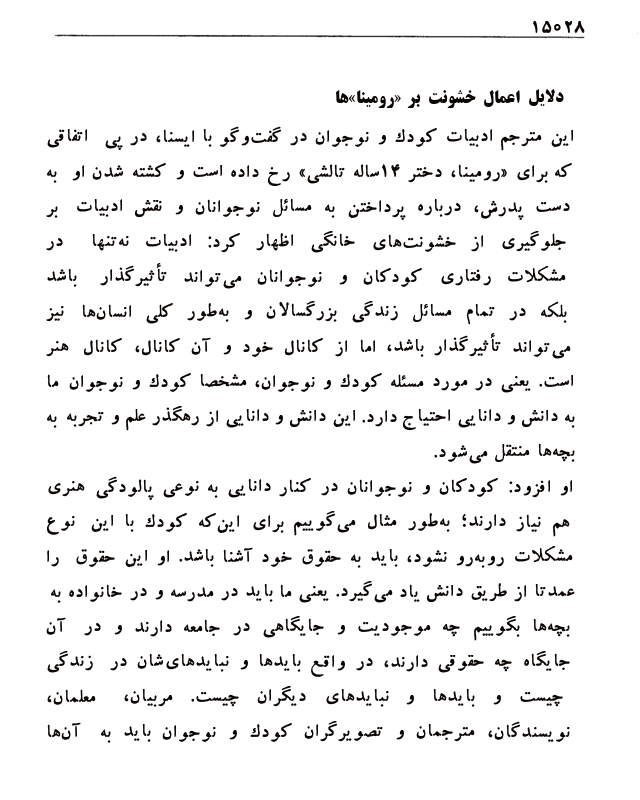 ۱۵۰۲۸
دلایل اعمال خشونت بر «رومینا»ها
این مترجم ادبیات کودك و نوجوان در گفت‌وگو با ایسنا، در پی اتفاقی
که برای «رومینا، دختر ۱۴ساله تالشی» رخ داده است و کشته شدن او به
دست پدرش، درباره پرداختن به مسائل نوجوانان و نقش ادبیات بر
جلوگیری از خشونت‌های خانگی اظهار کرد: ادبیات نه‌تنها در
مشکلات رفتاری کودکان و نوجوانان می‌تواند تأثیرگذار باشد
بلکه در تمام مسائل زندگی بزرگسالان و به‌طور کلی انسان‌ها نیز
می‌تواند تأثیرگذار باشد، اما از کانال خود و آن کانال، کانال هنر
است. یعنی در مورد مسئله کودك و نوجوان، مشخصا کودك و نوجوان ما
به دانش و دانایی احتیاج دارد. این دانش و دانایی از رهگذر علم و تجربه به
بچه‌ها منتقل می‌شود.
او افزود: کودکان و نوجوانان در کنار دانایی به نوعی پالودگی هنری
هم نیاز دارند؛ به‌طور مثال می‌گوییم برای این‌که کودك با این نوع
مشکلات روبه‌رو نشود، باید به حقوق خود آشنا باشد. او این حقوق را
عمدتا از طریق دانش یاد می‌گیرد. یعنی ما باید در مدرسه و در خانواده به
بچه‌ها بگوییم چه موجودیت و جایگاهی در جامعه دارند و در آن
جایگاه چه حقوقی دارند، در واقع بایدها و نبایدهای‌شان در زندگی
چیست و بایدها و نبایدهای دیگران چیست. مربیان، معلمان،
نویسندگان، مترجمان و تصویرگران کودك و نوجوان باید به آن‌ها